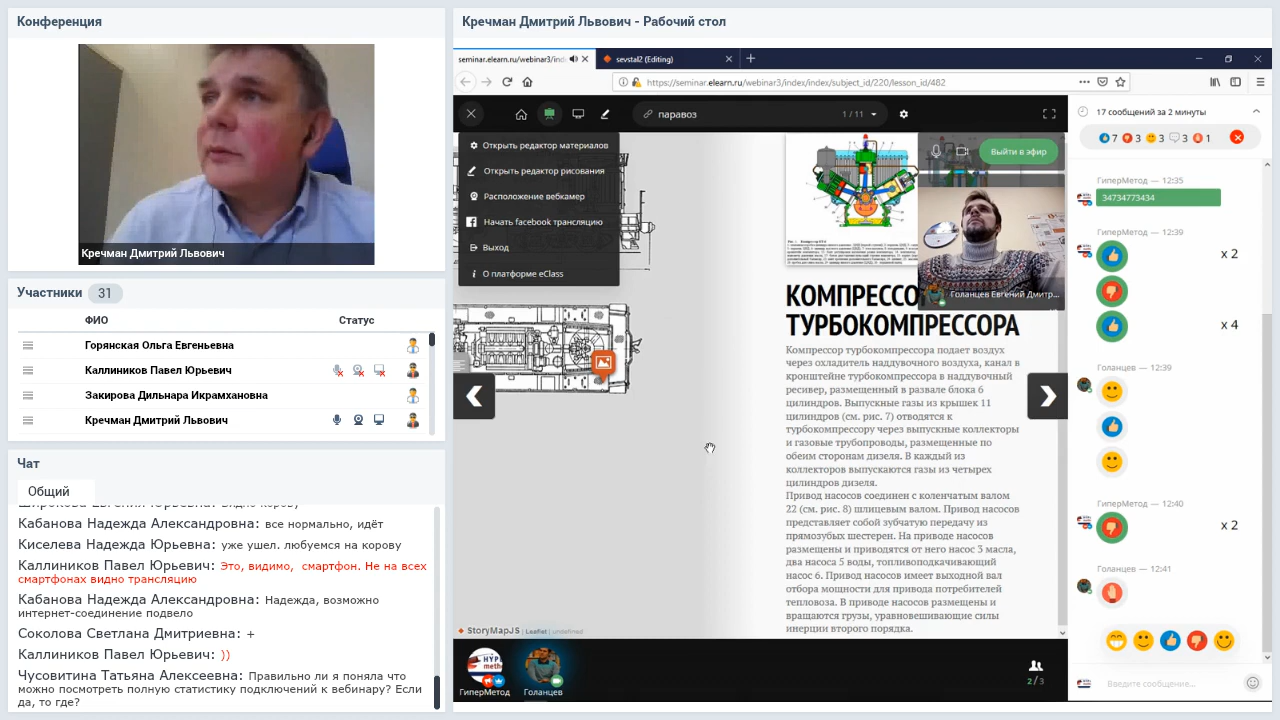 Конференция
Кречман Дмитрий Львович
Участники 31
ФИО Статус
Горянская Ольга Евгеньевна
Каллиников Павел Юрьевич
Закирова Дильнара Икрамхановна
Кречман Дмитрий Львович
Чат
Общий
Кабанова Надежда Александровна: все нормально, идёт
Киселева Надежда Юрьевна: уже ушел. любуемся на корову
Каллиников Павел Юрьевич: Это, видимо, смартфон. Не на всех
смартфонах видно трансляцию
Кабанова Надежда Александровна: Надежда, возможно
интернет-соединение подвело
Соколова Светлана Дмитриевна: +
Каллиников Павел Юрьевич: ))
Чусовитина Татьяна Алексеевна: Правильно ли я поняла что
можно посмотреть полную статистику подключений к вебинару? Если
да, то где?
Кречман Дмитрий Львович - Рабочий стол
seminar.elearn.ru/webinar3/ind
sevstal2 (Editing)
https://seminar.elearn.ru/webinar3/index/index/subject_id/220/lesson_id/482
паравоз 1 / 11
Открыть редактор материалов
Открыть редактор рисования
Расположение вебкамер
Начать facebook трансляцию
Выход
О платформе eClass
Выйти в эфир
Голанцев Евгений Дмитр...
КОМПРЕССО
ТУРБОКОМПРЕССОРА
Компрессор турбокомпрессора подает воздух
через охладитель наддувочного воздуха, канал в
кронштейне турбокомпрессора в наддувочный
ресивер, размещенный в развале блока 6
цилиндров. Выпускные газы из крышек 11
цилиндров (см. рис. 7) отводятся к
турбокомпрессору через выпускные коллекторы
и газовые трубопроводы, размещенные по
обеим сторонам дизеля. В каждый из
коллекторов выпускаются газы из четырех
цилиндров дизеля.
Привод насосов соединен с коленчатым валом
22 (см. рис. 8) шлицевым валом. Привод насосов
представляет собой зубчатую передачу из
прямозубых шестерен. На приводе насосов
размещены и приводятся от него насос 3 масла,
два насоса 5 воды, топливоподкачивающий
насос 6. Привод насосов имеет выходной вал
отбора мощности для привода потребителей
тепловоза. В приводе насосов размещены и
вращаются грузы, уравновешивающие силы
инерции второго порядка.
StoryMapJS | Leaflet | undefined
ГиперМетод
Голанцев
2 / 3
17 сообщений за 2 минуты
7 3 3 3 1
ГиперМетод — 12:35
34734773434
ГиперМетод — 12:39
x 2
x 4
Голанцев — 12:39
ГиперМетод — 12:40
x 2
Голанцев — 12:41
Введите сообщение...